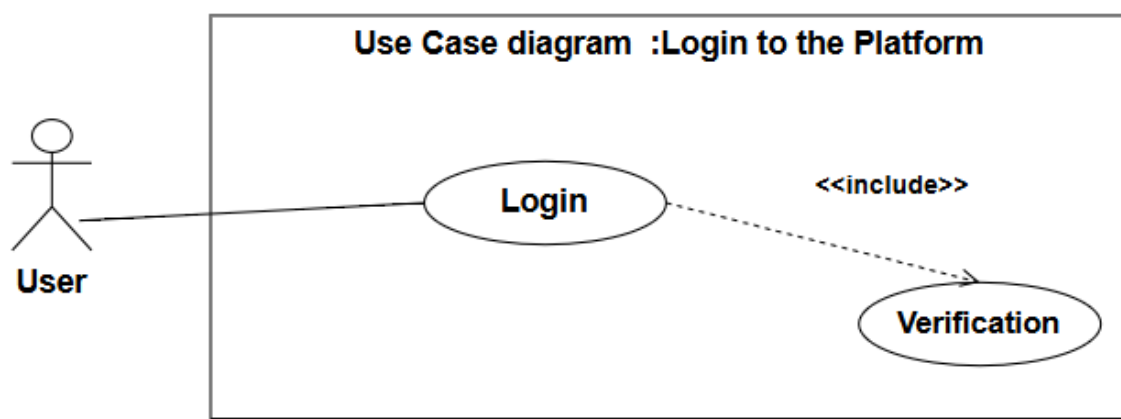 Use Case diagram  :Login to the Platform
Login
<<include>>
User
Verification